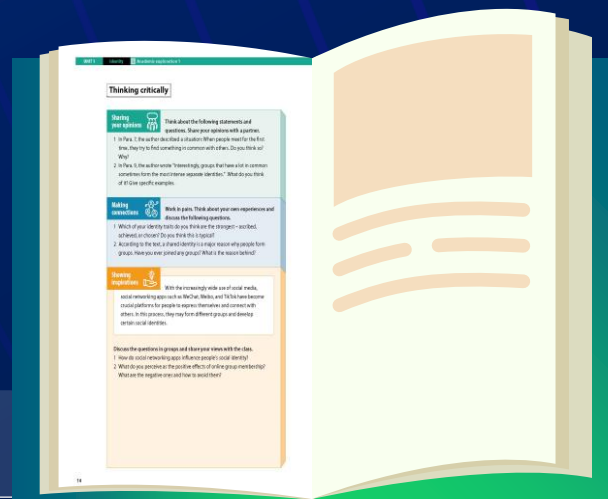 UNIT 1 Identity Academic exploration 1
Thinking critically
Sharing
your opinions
Think about the following statements and
questions. Share your opinions with a partner.
1 In Para. 7, the author described a situation: When people meet for the first
time, they try to find something in common with others. Do you think so?
Why?
2 In Para. 9, the author wrote "Interestingly, groups that have a lot in common
sometimes form the most intense separate identities." What do you think
of it? Give specific examples.
Making
connections
Work in pairs. Think about your own experiences and
discuss the following questions.
1 Which of your identity traits do you think are the strongest – ascribed,
achieved, or chosen? Do you think this is typical?
2 According to the text, a shared identity is a major reason why people form
groups. Have you ever joined any groups? What is the reason behind?
Showing
inspirations
With the increasingly wide use of social media,
social networking apps such as WeChat, Weibo, and TikTok have become
crucial platforms for people to express themselves and connect with
others. In this process, they may form different groups and develop
certain social identities.
Discuss the questions in groups and share your views with the class.
1 How do social networking apps influence people's social identity?
2 What do you perceive as the positive effects of online group membership?
What are the negative ones and how to avoid them?
14